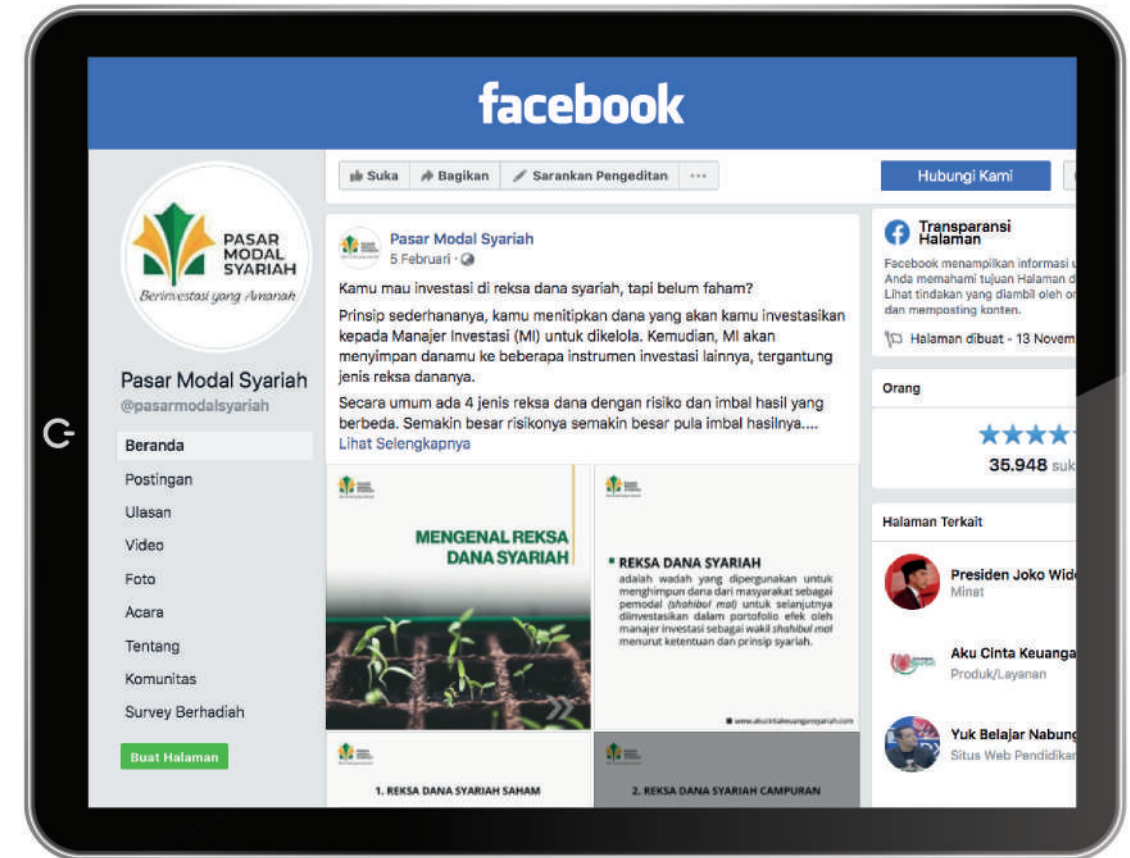 facebook
PASAR
MODAL
SYARIAH
Berinvestasi yang Amanah
Pasar Modal Syariah
@pasarmodalsyariah
Beranda
Postingan
Ulasan
Video
Foto
Acara
Tentang
Komunitas
Survey Berhadiah
Buat Halaman
Suka Bagikan Sarankan Pengeditan ...
Pasar Modal Syariah
5 Februari ·
Kamu mau investasi di reksa dana syariah, tapi belum faham?
Prinsip sederhananya, kamu menitipkan dana yang akan kamu investasikan
kepada Manajer Investasi (MI) untuk dikelola. Kemudian, MI akan
menyimpan danamu ke beberapa instrumen investasi lainnya, tergantung
jenis reksa dananya.
Secara umum ada 4 jenis reksa dana dengan risiko dan imbal hasil yang
berbeda. Semakin besar risikonya semakin besar pula imbal hasilnya....
Lihat Selengkapnya
MENGENAL REKSA
DANA SYARIAH
REKSA DANA SYARIAH
adalah wadah yang dipergunakan untuk
menghimpun dana dari masyarakat sebagai
pemodal (shahibul mal) untuk selanjutnya
diinvestasikan dalam portofolio efek oleh
manajer investasi sebagai wakil shahibul mal
menurut ketentuan dan prinsip syariah.
www.akucintakeuangansyariah.com
1. REKSA DANA SYARIAH SAHAM
2. REKSA DANA SYARIAH CAMPURAN
Hubungi Kami
Transparansi
Halaman
Facebook menampilkan informasi u
Anda memahami tujuan Halaman d
Lihat tindakan yang diambil oleh or
dan memposting konten.
Halaman dibuat - 13 Novem
Orang
35.948 suk
Halaman Terkait
Presiden Joko Wid
Minat
Aku Cinta Keuanga
Produk/Layanan
Yuk Belajar Nabung
Situs Web Pendidikan